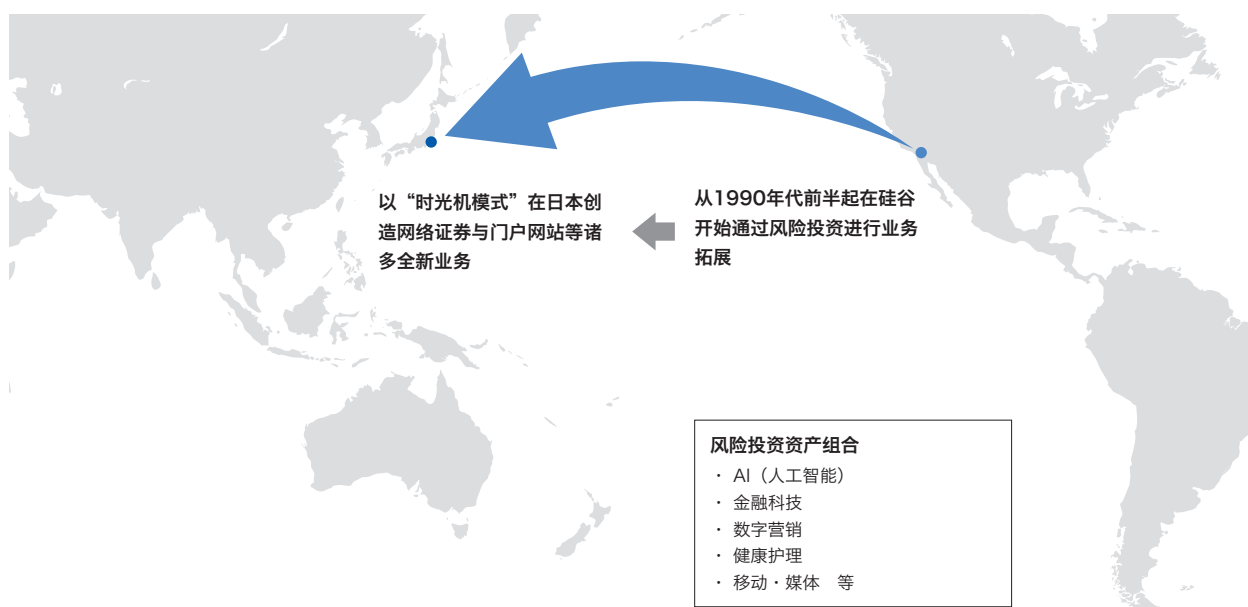 以“时光机模式”在日本创
造网络证券与门户网站等诸
多全新业务
从1990年代前半起在硅谷
开始通过风险投资进行业务
拓展
风险投资资产组合
· AI（人工智能）
· 金融科技
· 数字营销
· 健康护理
· 移动・媒体　等